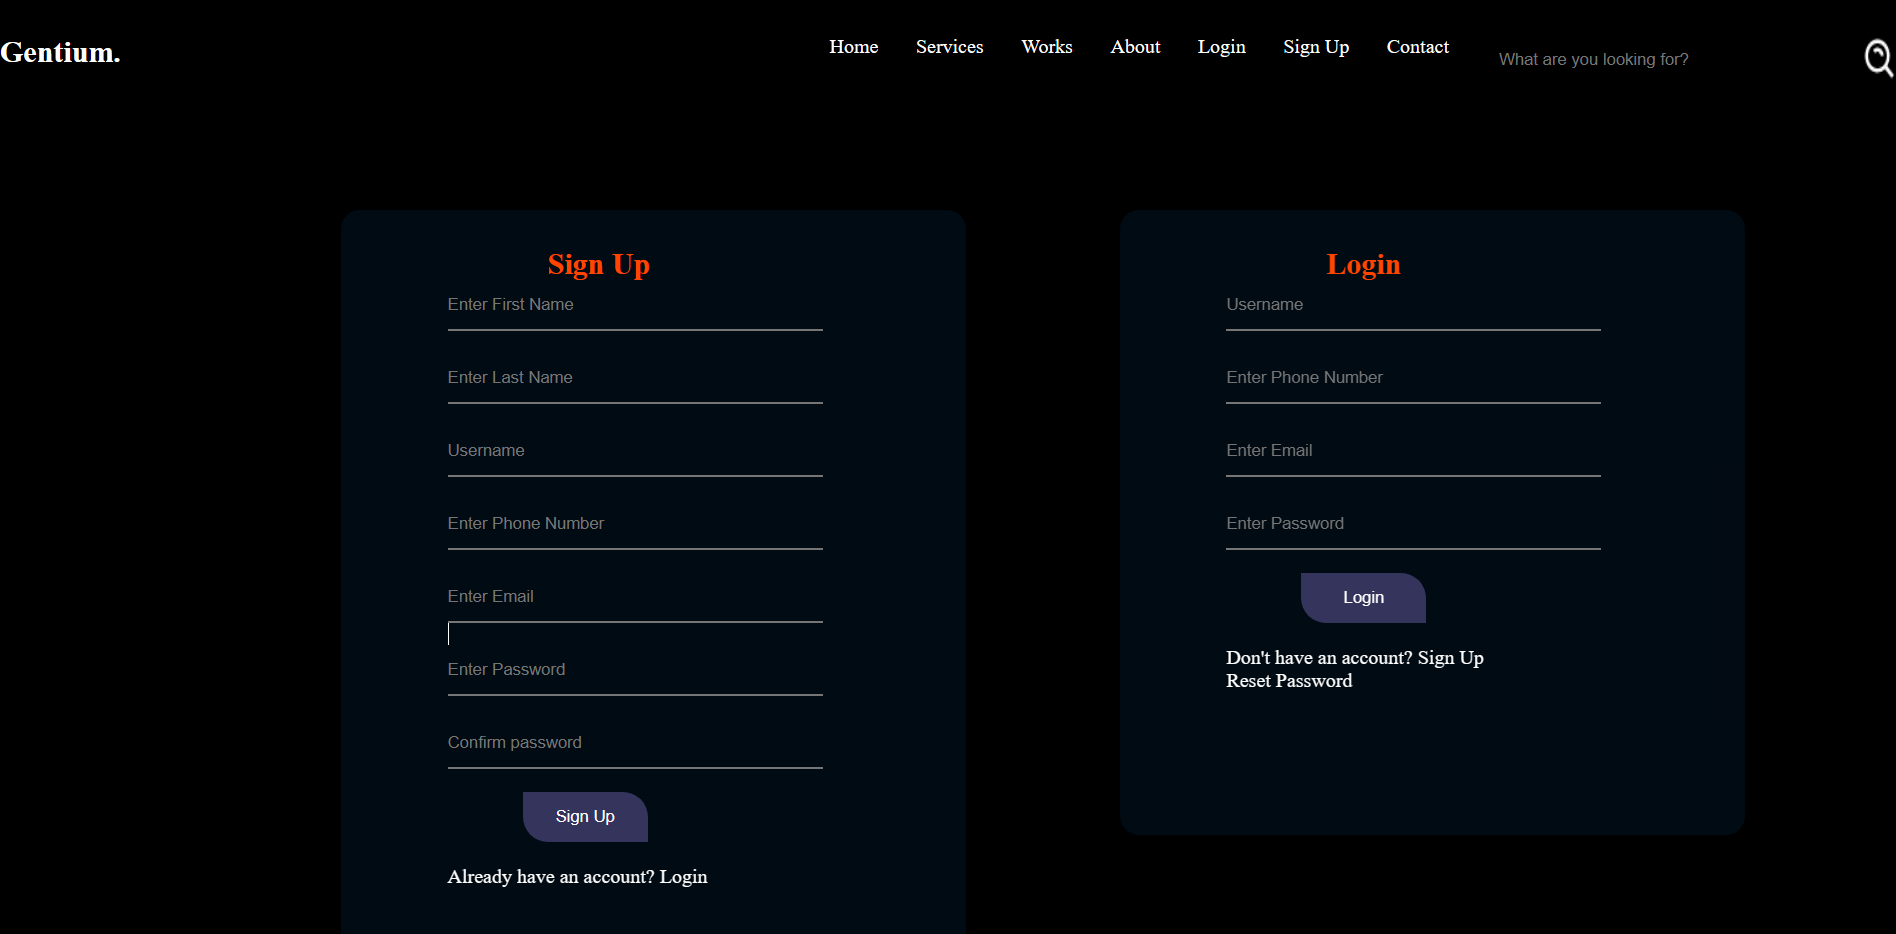 Gentium.
Home Services Works About Login Sign Up Contact What are you looking for?
Sign Up
Enter First Name
Enter Last Name
Username
Enter Phone Number
Enter Email
Enter Password
Confirm password
Sign Up
Already have an account? Login
Login
Username
Enter Phone Number
Enter Email
Enter Password
Login
Don't have an account? Sign Up
Reset Password